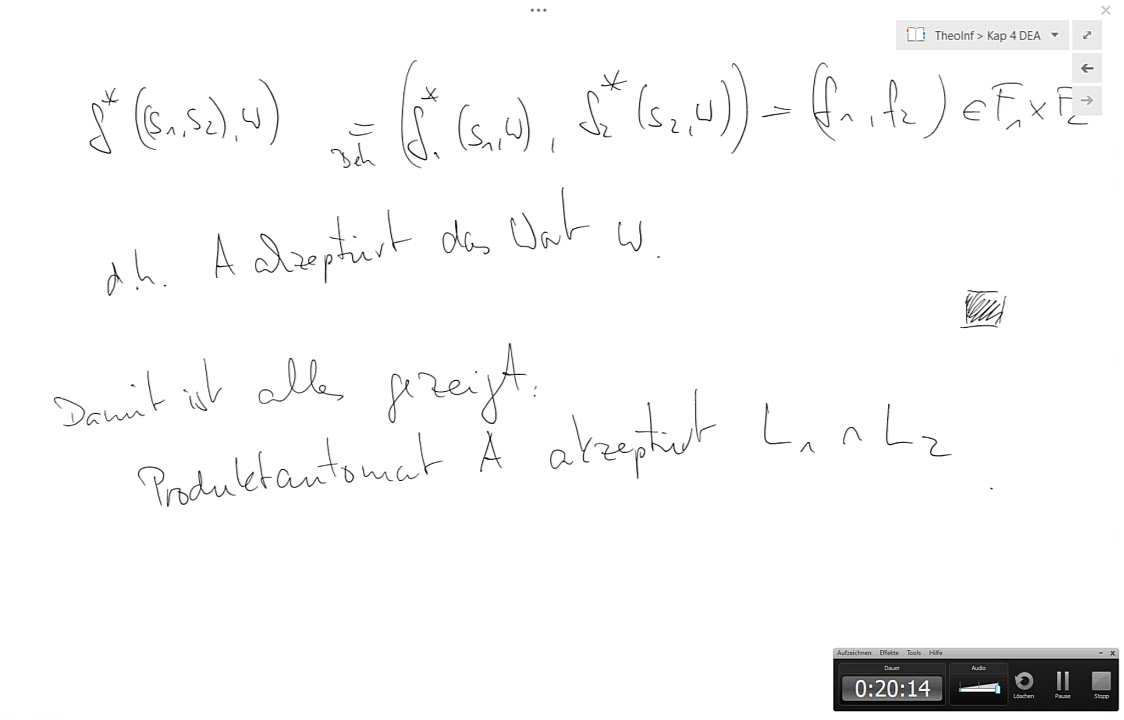 TheoInf > Kap 4 DEA
δ*((s₁,s₂),w) = (δ₁*(s₁,w), δ₂*(s₂,w)) = (f₁,f₂) ∈ F₁×F₂
d.h. A akzeptiert das Wort w.
Damit ist alles gezeigt:
Produktautomat A akzeptiert L₁ ∩ L₂
Aufzeichnen Effekte Tools Hilfe
Dauer Audio
0:20:14
Löschen Pause Stopp